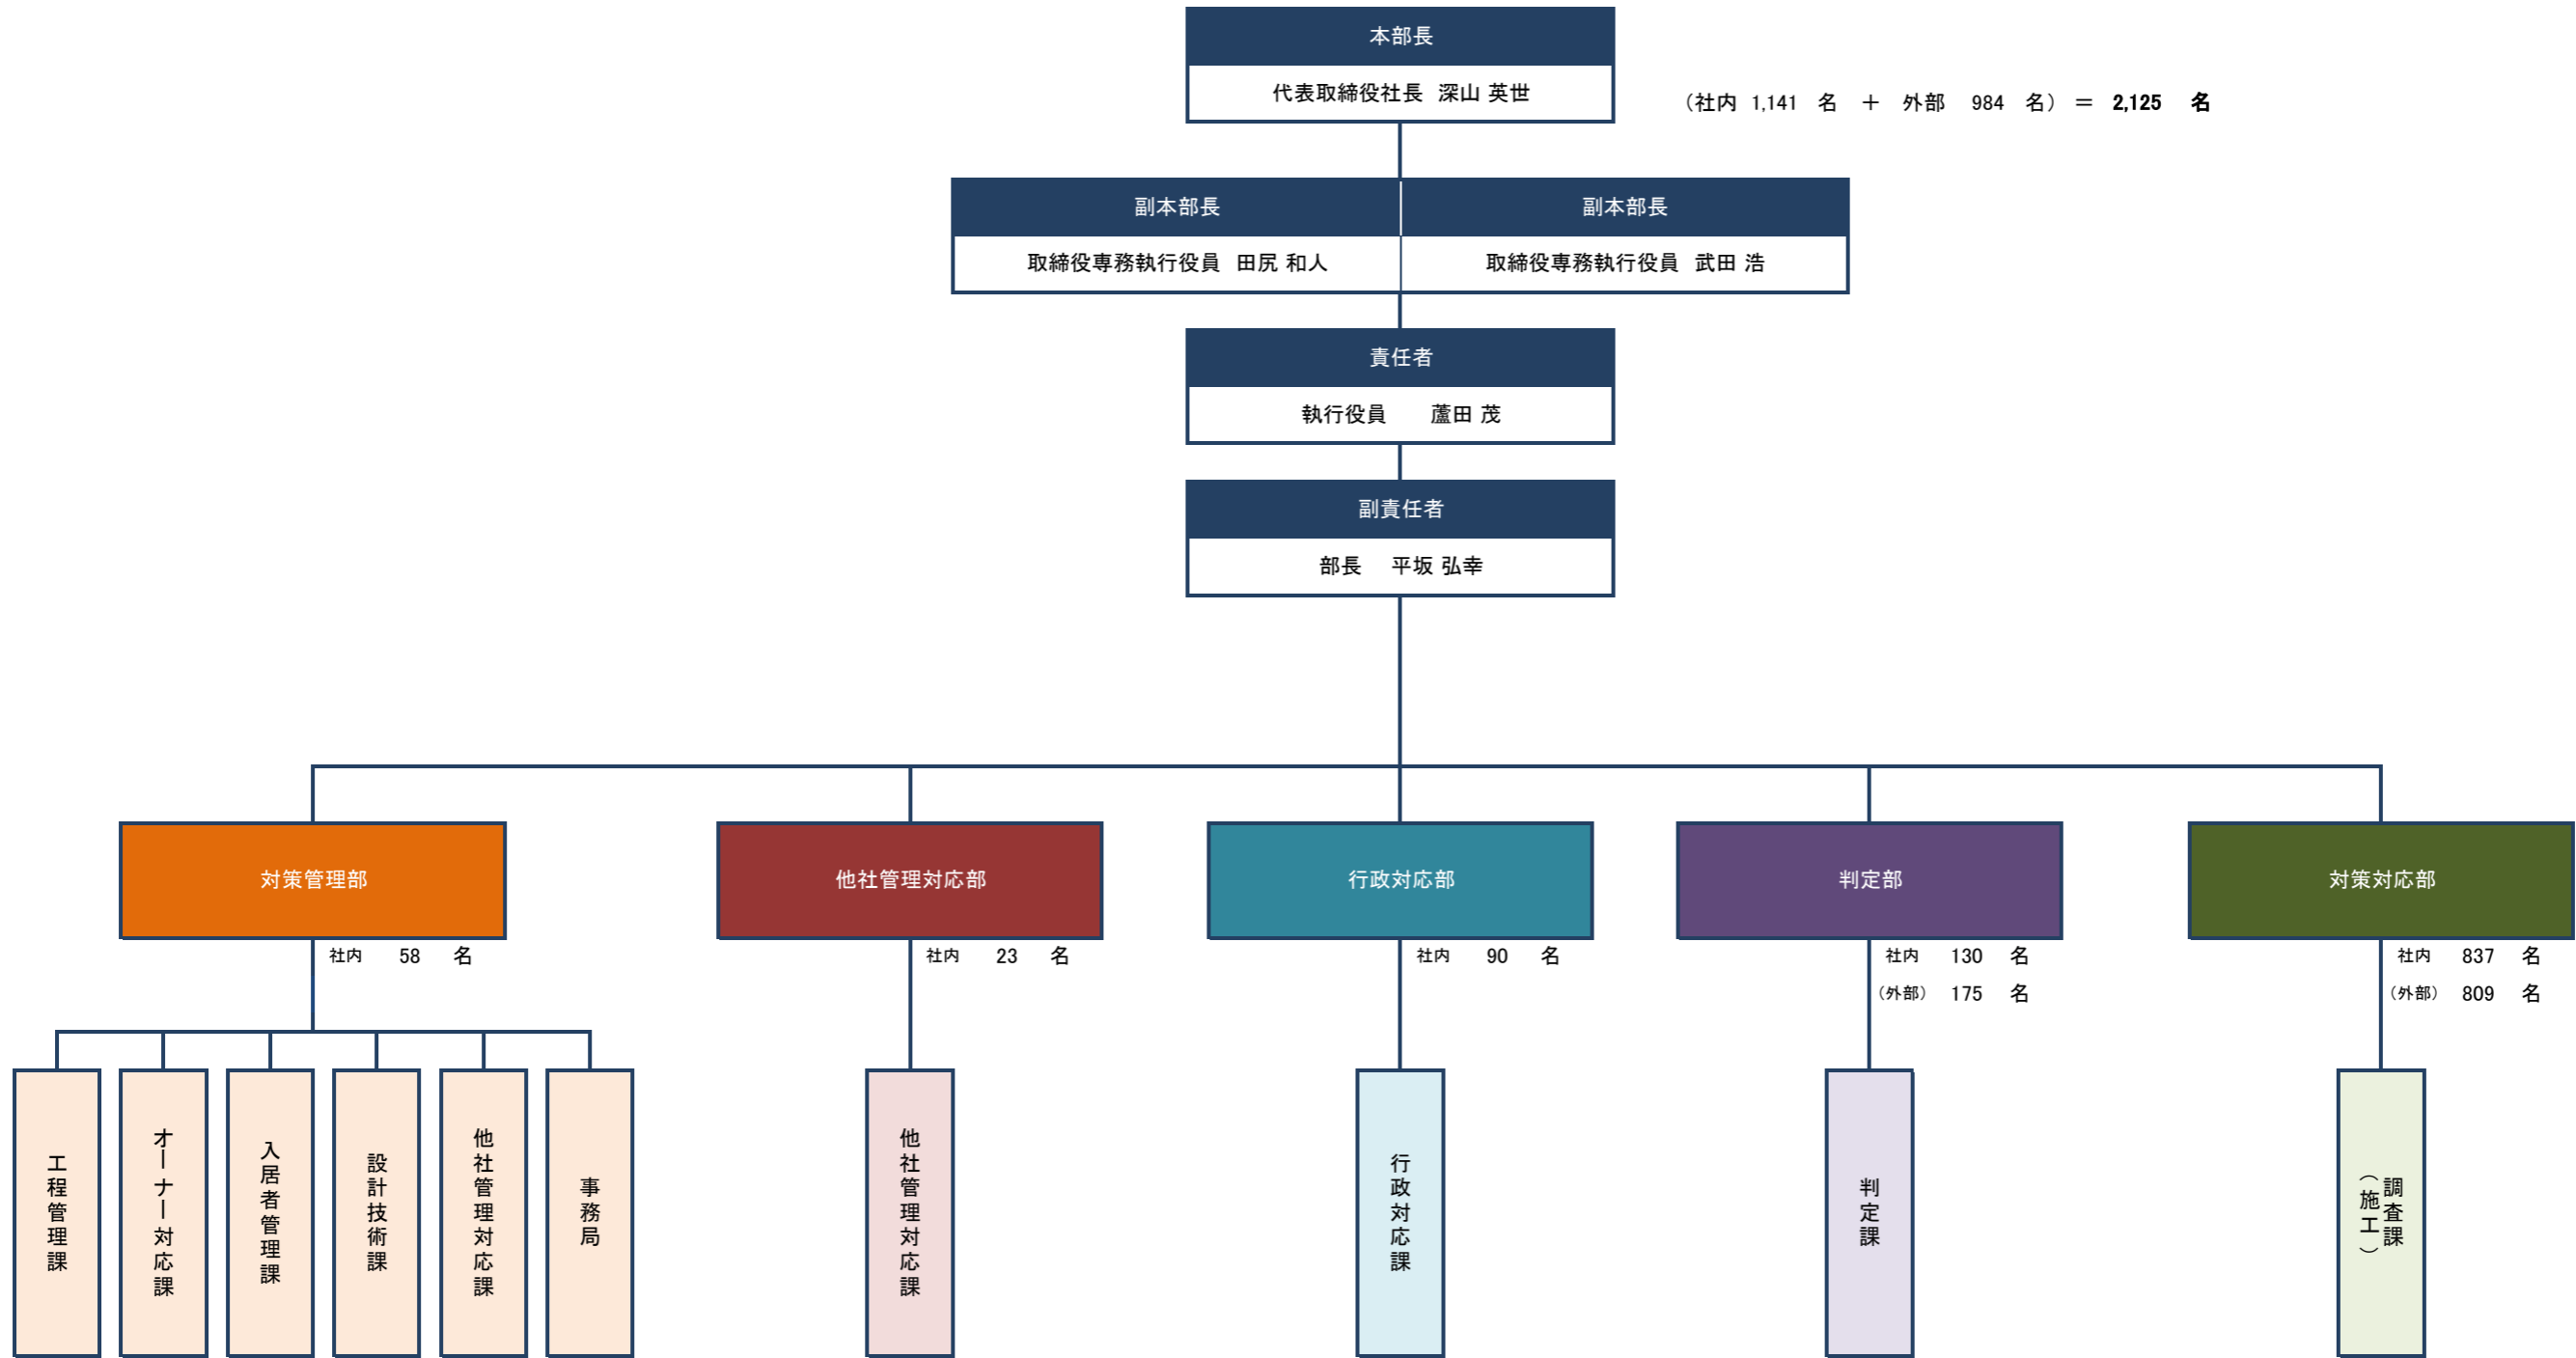 本部長
代表取締役社長 深山 英世
（社内 1,141 名 ＋ 外部 984 名）＝ 2,125 名
副本部長
副本部長
取締役専務執行役員 田尻 和人
取締役専務執行役員 武田 浩
責任者
執行役員 蘆田 茂
副責任者
部長 平坂 弘幸
対策管理部
他社管理対応部
行政対応部
判定部
対策対応部
社内 58 名
社内 23 名
社内 90 名
社内 130 名
（外部） 175 名
社内 837 名
（外部） 809 名
工程管理課
オーナー対応課
入居者管理課
設計技術課
他社管理対応課
事務局
他社管理対応課
行政対応課
判定課
調査課
（施工）